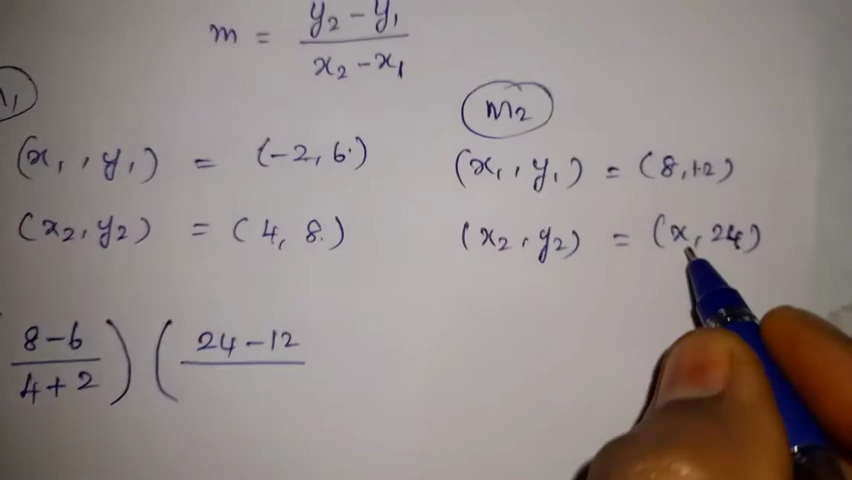 m = y₂ - y₁ / x₂ - x₁
m₂
(x₁, y₁) = (-2, 6)
(x₂, y₂) = (4, 8)
(x₁, y₁) = (8, 12)
(x₂, y₂) = (x, 24)
8-6 / 4+2 ) ( 24-12